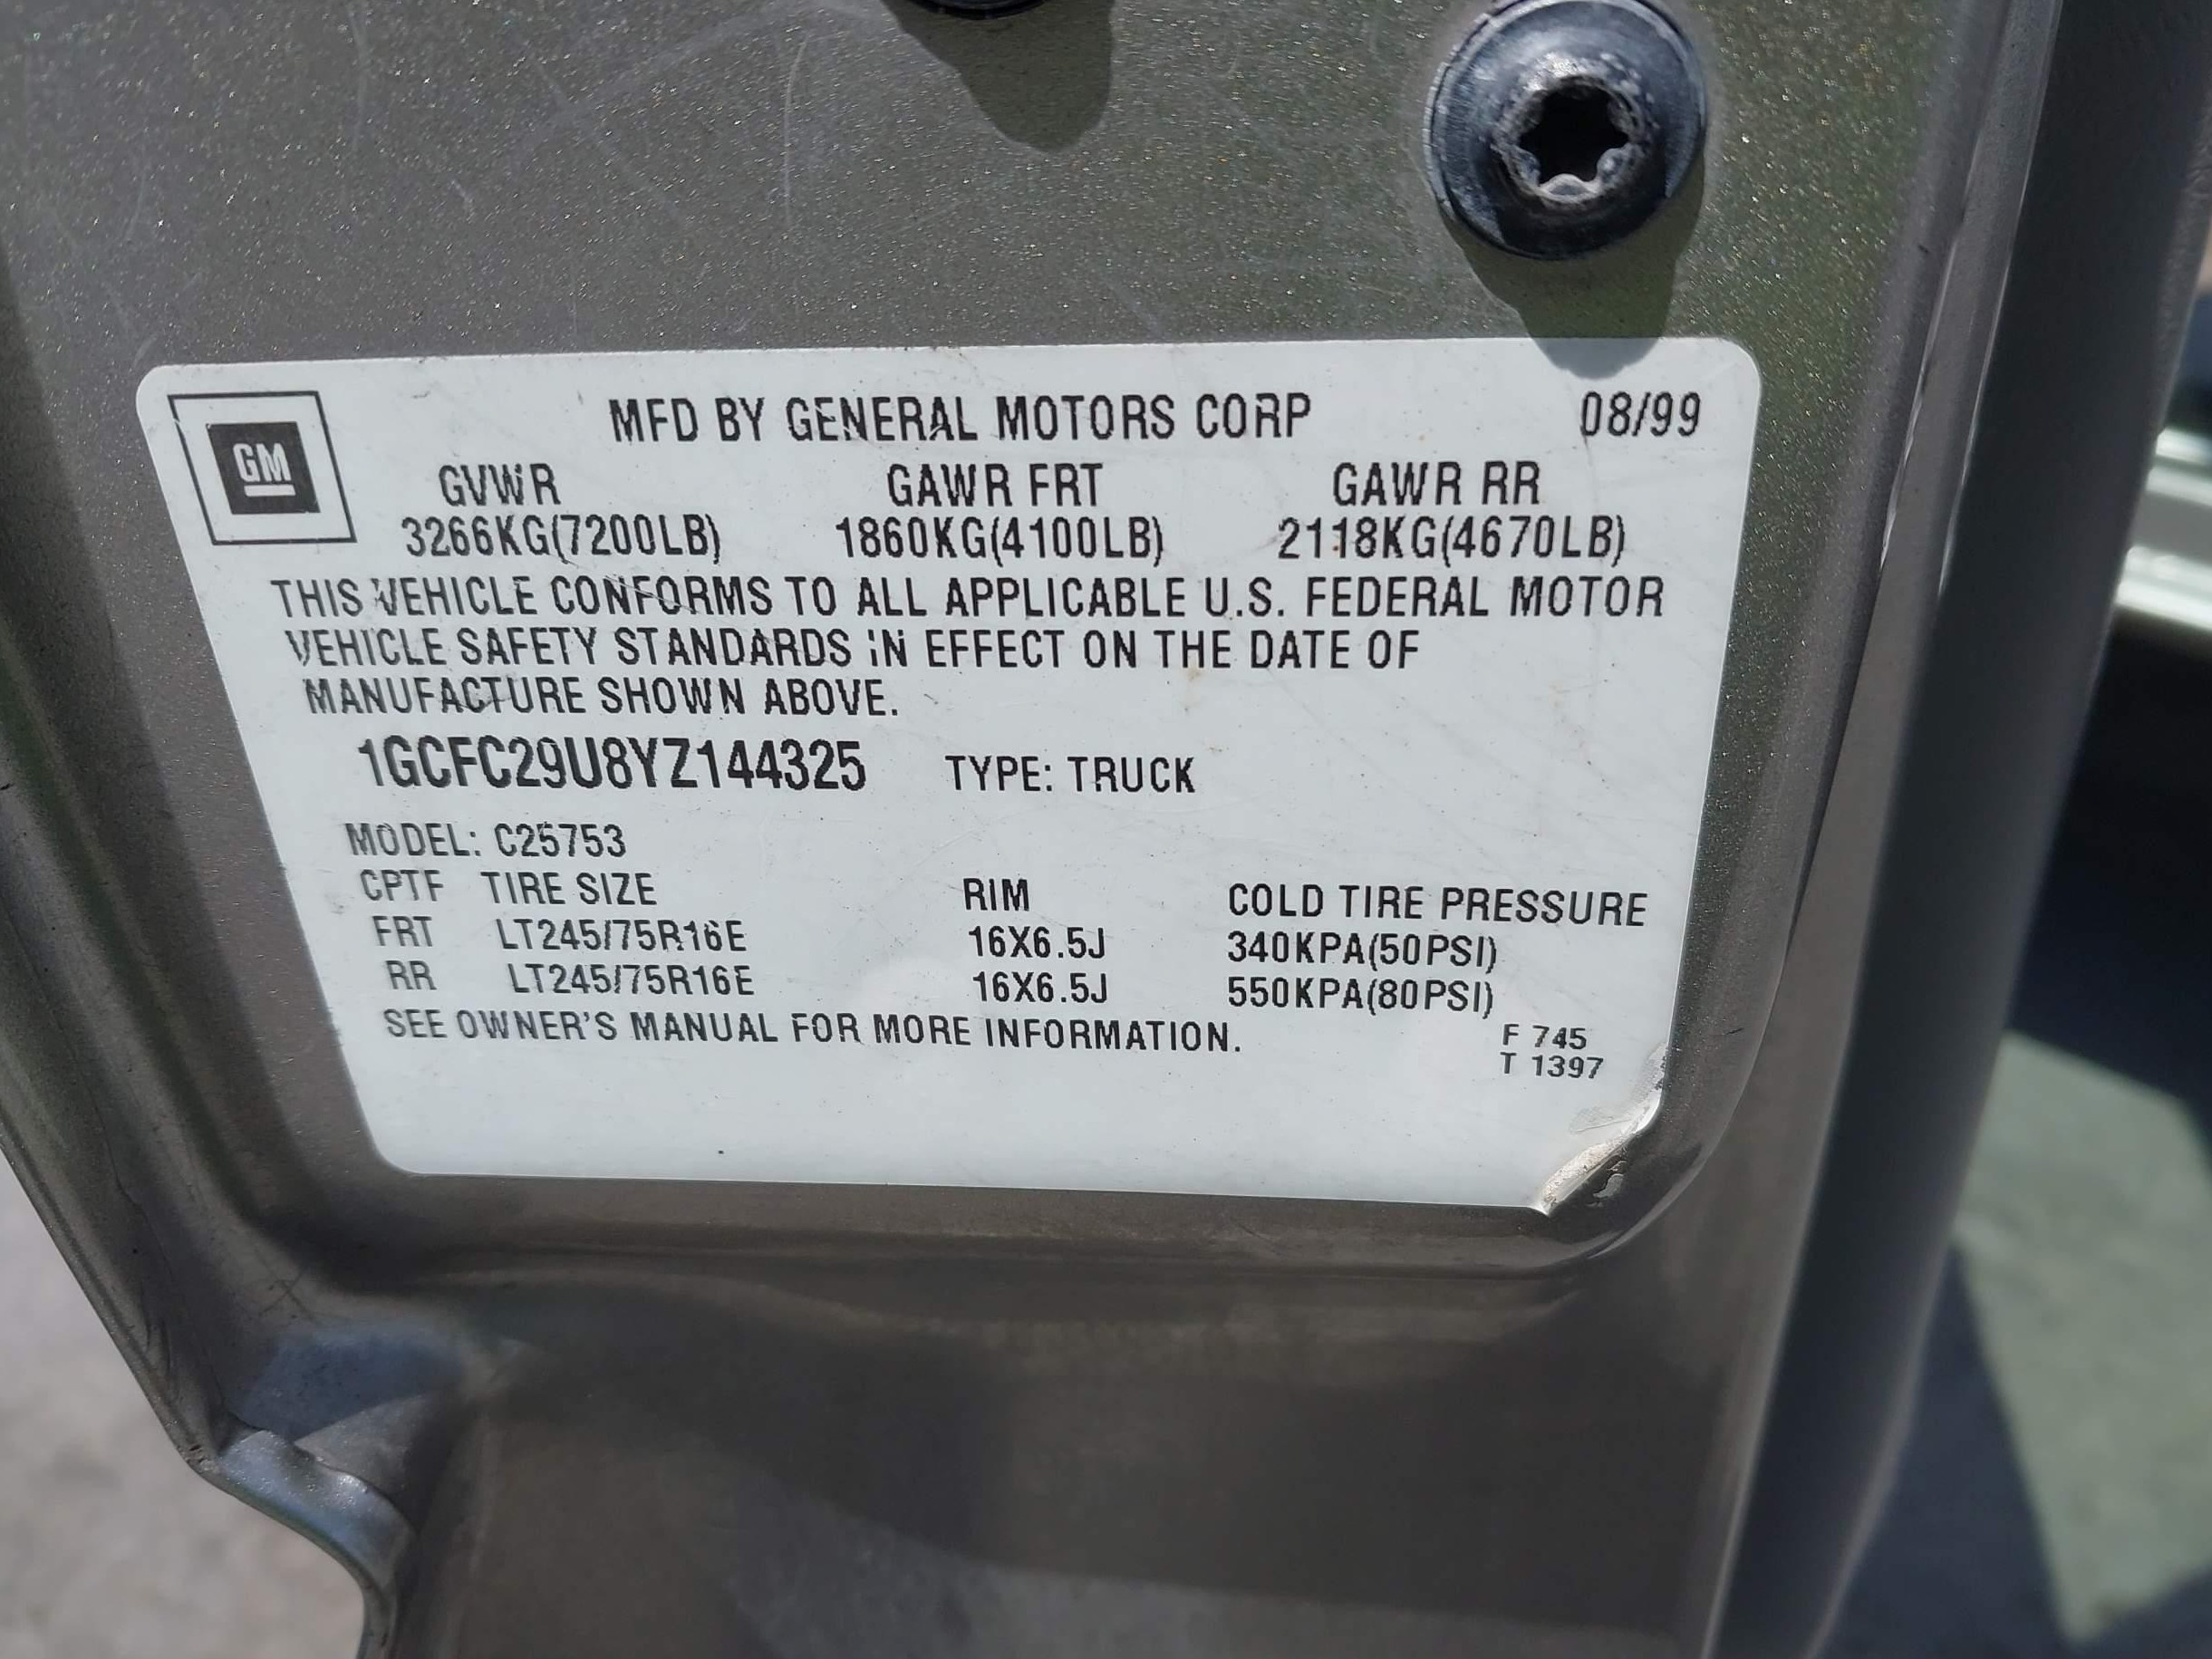 GM
MFD BY GENERAL MOTORS CORP 08/99
GVWR GAWR FRT GAWR RR
3266KG(7200LB) 1860KG(4100LB) 2118KG(4670LB)
THIS VEHICLE CONFORMS TO ALL APPLICABLE U.S. FEDERAL MOTOR
VEHICLE SAFETY STANDARDS IN EFFECT ON THE DATE OF
MANUFACTURE SHOWN ABOVE.
1GCFC29U8YZ144325 TYPE: TRUCK
MODEL: C25753
CPTF TIRE SIZE RIM COLD TIRE PRESSURE
FRT LT245/75R16E 16X6.5J 340KPA(50PSI)
RR LT245/75R16E 16X6.5J 550KPA(80PSI)
SEE OWNER'S MANUAL FOR MORE INFORMATION.
F 745
T 1397